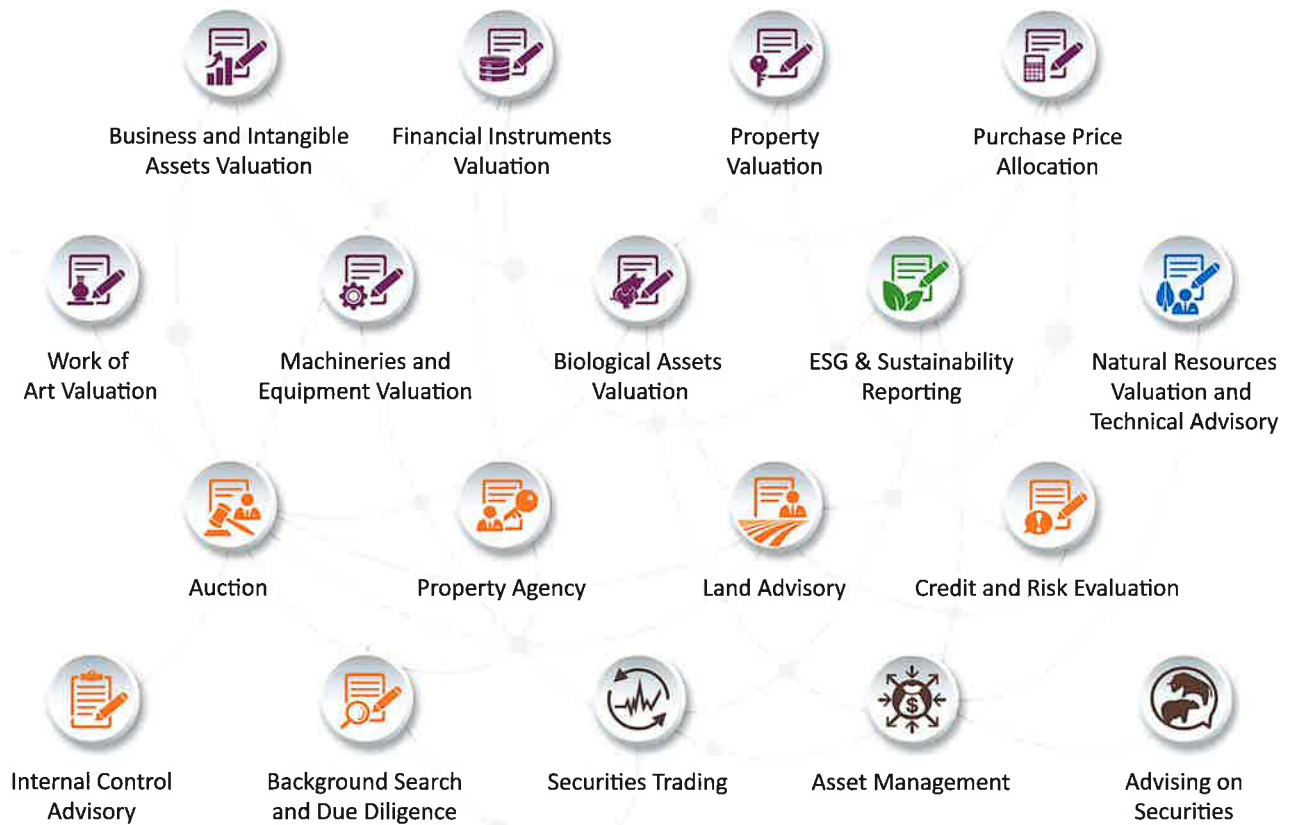 Business and Intangible
Assets Valuation
Financial Instruments
Valuation
Property
Valuation
Purchase Price
Allocation
Work of
Art Valuation
Machineries and
Equipment Valuation
Biological Assets
Valuation
ESG & Sustainability
Reporting
Natural Resources
Valuation and
Technical Advisory
Auction
Property Agency
Land Advisory
Credit and Risk Evaluation
Internal Control
Advisory
Background Search
and Due Diligence
Securities Trading
$
Asset Management
Advising on
Securities